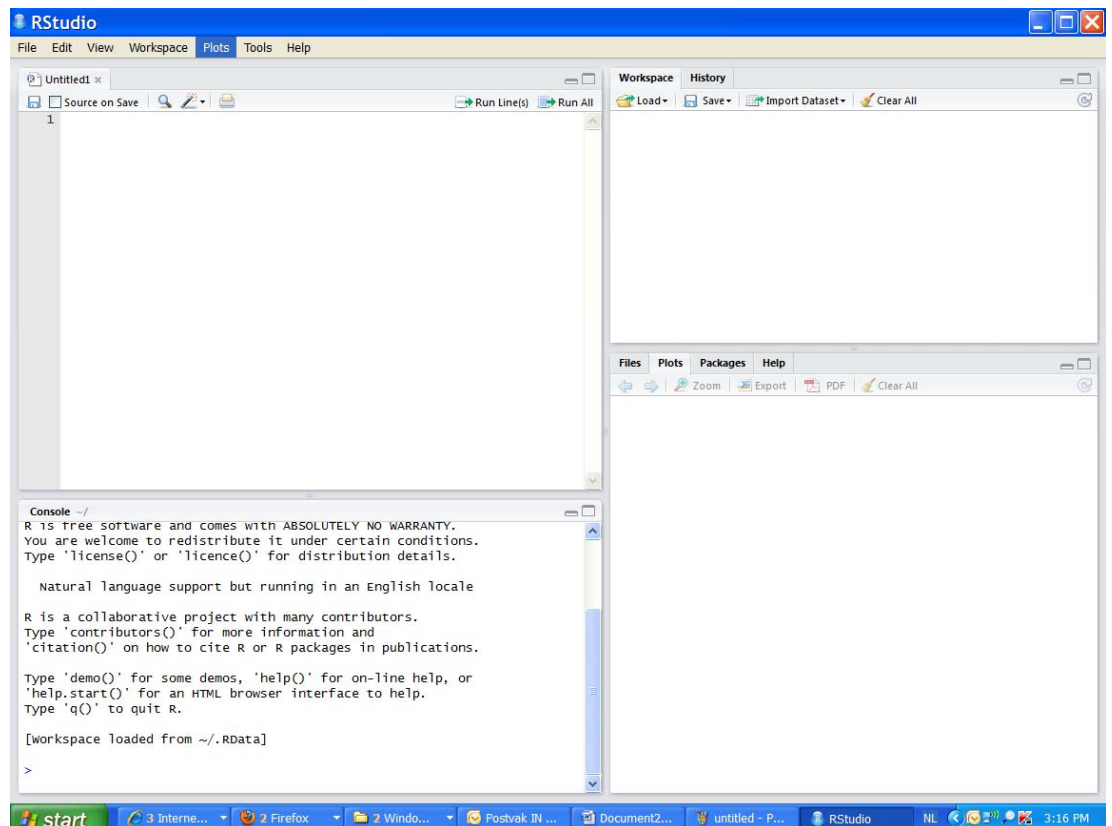 RStudio
File Edit View Workspace Plots Tools Help
Untitled1
Source on Save Run Line(s) Run All
1
Console ~/
R is free software and comes with ABSOLUTELY NO WARRANTY.
You are welcome to redistribute it under certain conditions.
Type 'license()' or 'licence()' for distribution details.
Natural language support but running in an English locale
R is a collaborative project with many contributors.
Type 'contributors()' for more information and
'citation()' on how to cite R or R packages in publications.
Type 'demo()' for some demos, 'help()' for on-line help, or
'help.start()' for an HTML browser interface to help.
Type 'q()' to quit R.
[Workspace loaded from ~/.RData]
>
Workspace History
Load Save Import Dataset Clear All
Files Plots Packages Help
Zoom Export PDF Clear All
start 3 Interne... 2 Firefox 2 Windo... Postvak IN ... Document2... untitled - P... RStudio NL 3:16 PM